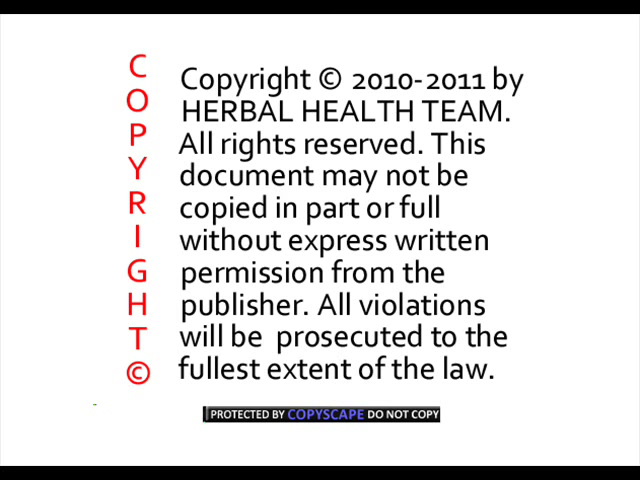 C
O
P
Y
R
I
G
H
T
©
Copyright © 2010-2011 by
HERBAL HEALTH TEAM.
All rights reserved. This
document may not be
copied in part or full
without express written
permission from the
publisher. All violations
will be  prosecuted to the
fullest extent of the law.
PROTECTED BY COPYSCAPE DO NOT COPY